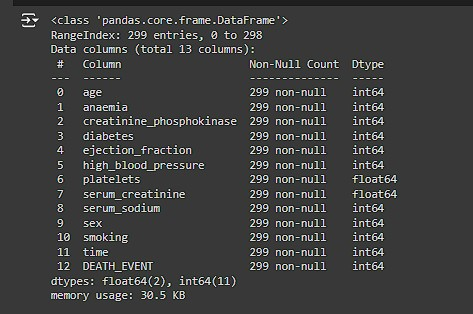 <class 'pandas.core.frame.DataFrame'>
RangeIndex: 299 entries, 0 to 298
Data columns (total 13 columns):
 #   Column                    Non-Null Count  Dtype
---  ------                    --------------  -----
 0   age                       299 non-null    int64
 1   anaemia                   299 non-null    int64
 2   creatinine_phosphokinase  299 non-null    int64
 3   diabetes                  299 non-null    int64
 4   ejection_fraction         299 non-null    int64
 5   high_blood_pressure       299 non-null    int64
 6   platelets                 299 non-null    float64
 7   serum_creatinine          299 non-null    float64
 8   serum_sodium              299 non-null    int64
 9   sex                       299 non-null    int64
 10  smoking                   299 non-null    int64
 11  time                      299 non-null    int64
 12  DEATH_EVENT               299 non-null    int64
dtypes: float64(2), int64(11)
memory usage: 30.5 KB